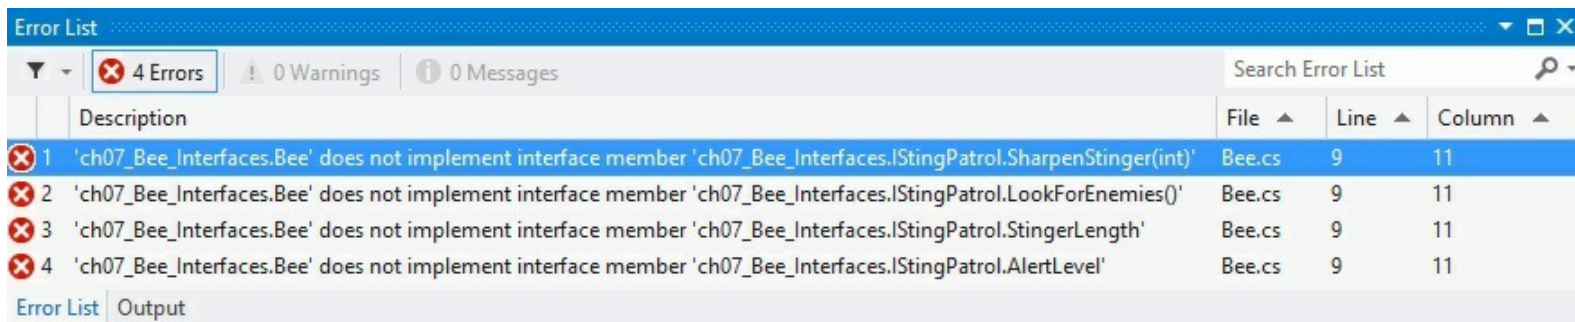 Error List
4 Errors 0 Warnings 0 Messages Search Error List
Description File Line Column
1 'ch07_Bee_Interfaces.Bee' does not implement interface member 'ch07_Bee_Interfaces.IStingPatrol.SharpenStinger(int)' Bee.cs 9 11
2 'ch07_Bee_Interfaces.Bee' does not implement interface member 'ch07_Bee_Interfaces.IStingPatrol.LookForEnemies()' Bee.cs 9 11
3 'ch07_Bee_Interfaces.Bee' does not implement interface member 'ch07_Bee_Interfaces.IStingPatrol.StingerLength' Bee.cs 9 11
4 'ch07_Bee_Interfaces.Bee' does not implement interface member 'ch07_Bee_Interfaces.IStingPatrol.AlertLevel' Bee.cs 9 11
Error List Output